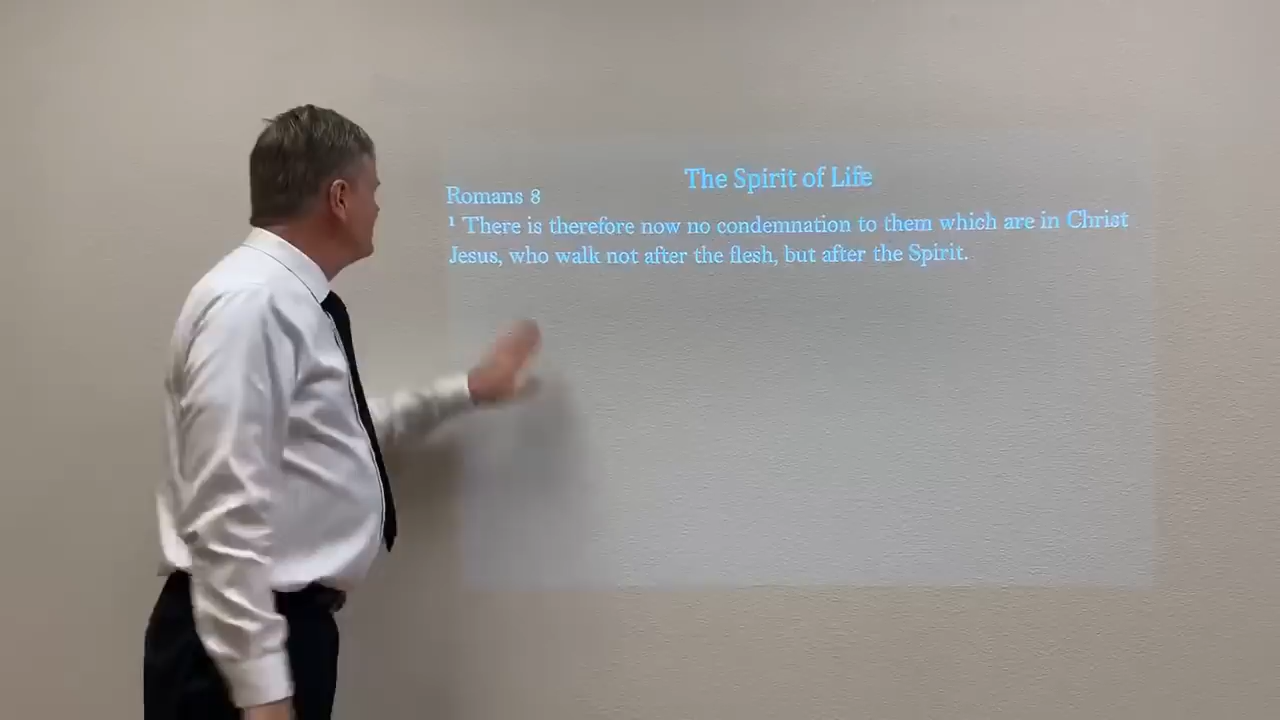 The Spirit of Life
Romans 8
¹ There is therefore now no condemnation to them which are in Christ
Jesus, who walk not after the flesh, but after the Spirit.